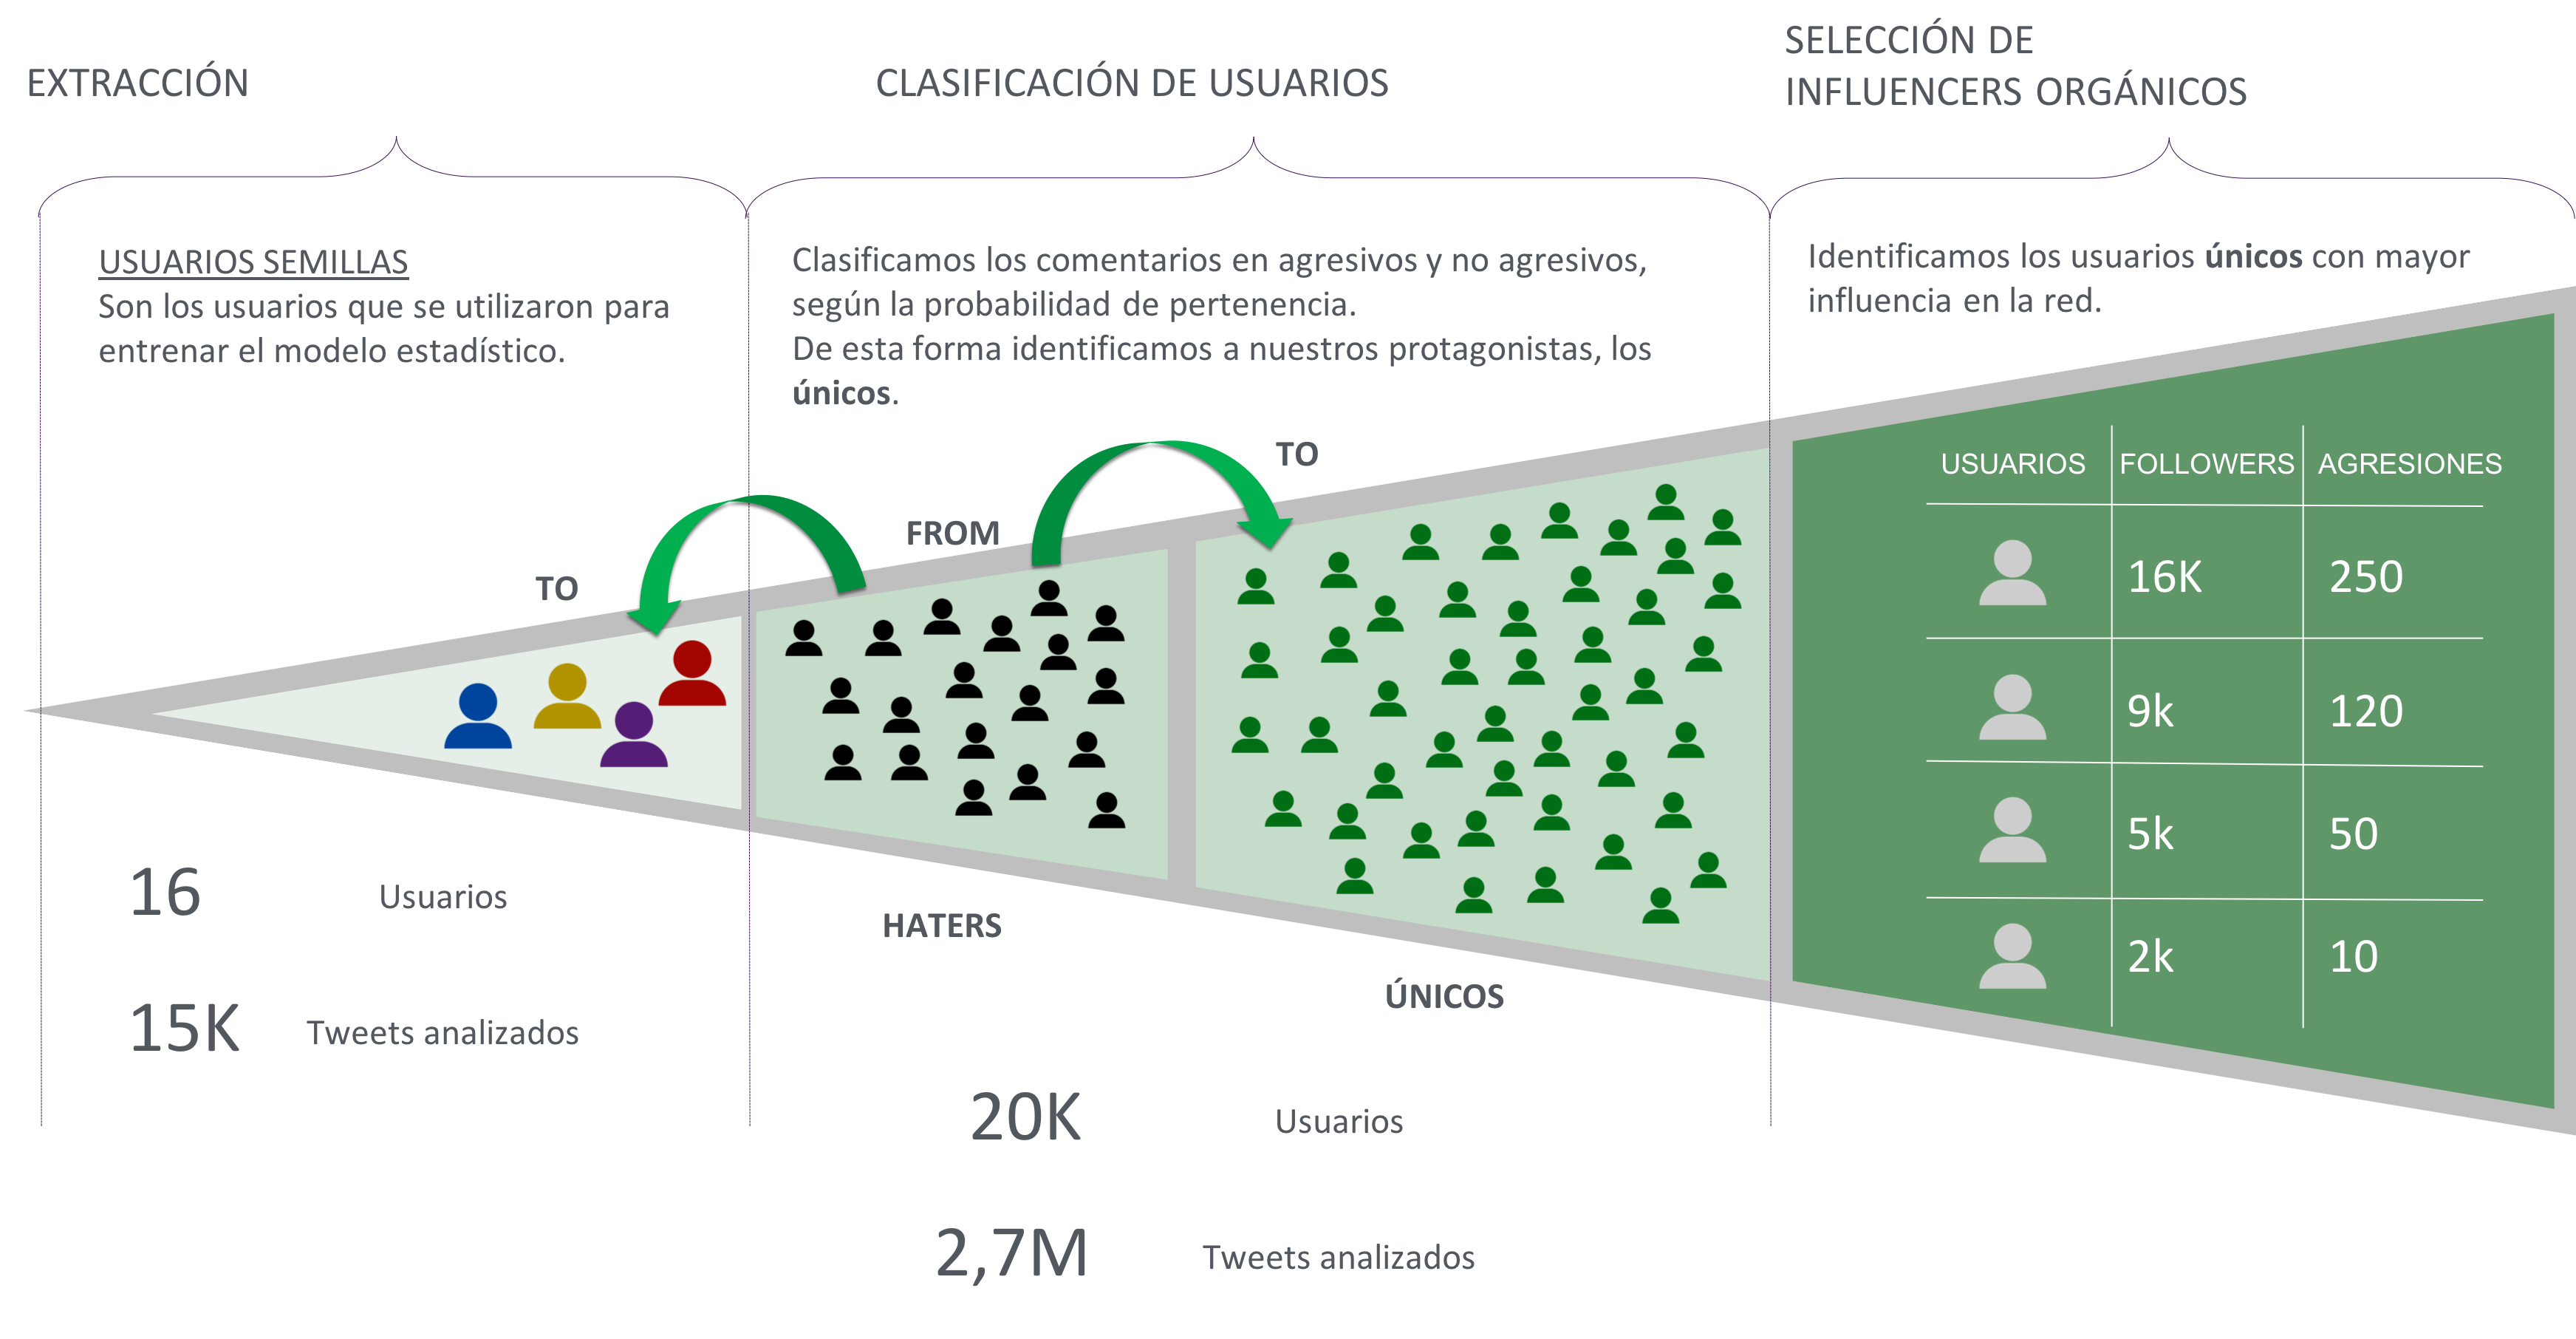 EXTRACCIÓN
USUARIOS SEMILLAS
Son los usuarios que se utilizaron para
entrenar el modelo estadístico.
TO
16 Usuarios
15K Tweets analizados
CLASIFICACIÓN DE USUARIOS
Clasificamos los comentarios en agresivos y no agresivos,
según la probabilidad de pertenencia.
De esta forma identificamos a nuestros protagonistas, los
únicos.
FROM
TO
HATERS
ÚNICOS
20K Usuarios
2,7M Tweets analizados
SELECCIÓN DE
INFLUENCERS ORGÁNICOS
Identificamos los usuarios únicos con mayor
influencia en la red.
USUARIOS FOLLOWERS AGRESIONES
16K 250
9k 120
5k 50
2k 10